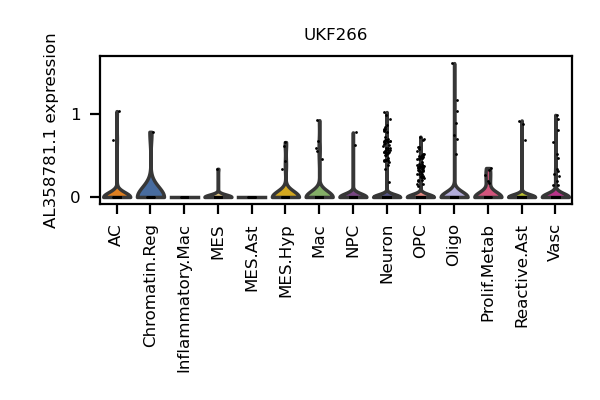 UKF266
AL358781.1 expression
1
0
AC
Chromatin.Reg
Inflammatory.Mac
MES
MES.Ast
MES.Hyp
Mac
NPC
Neuron
OPC
Oligo
Prolif.Metab
Reactive.Ast
Vasc